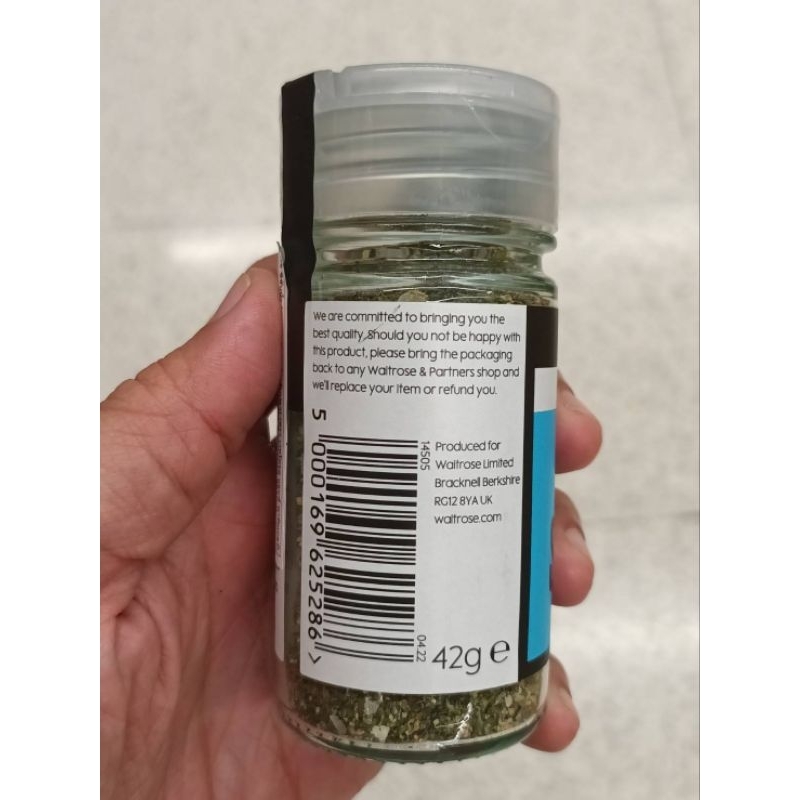 We are committed to bringing you the
best quality. Should you not be happy with
this product, please bring the packaging
back to any Waitrose & Partners shop and
we'll replace your item or refund you.
5 000169 625286 >
14505
04.22
Produced for
Waitrose Limited
Bracknell Berkshire
RG12 8YA UK
waitrose.com
42g e